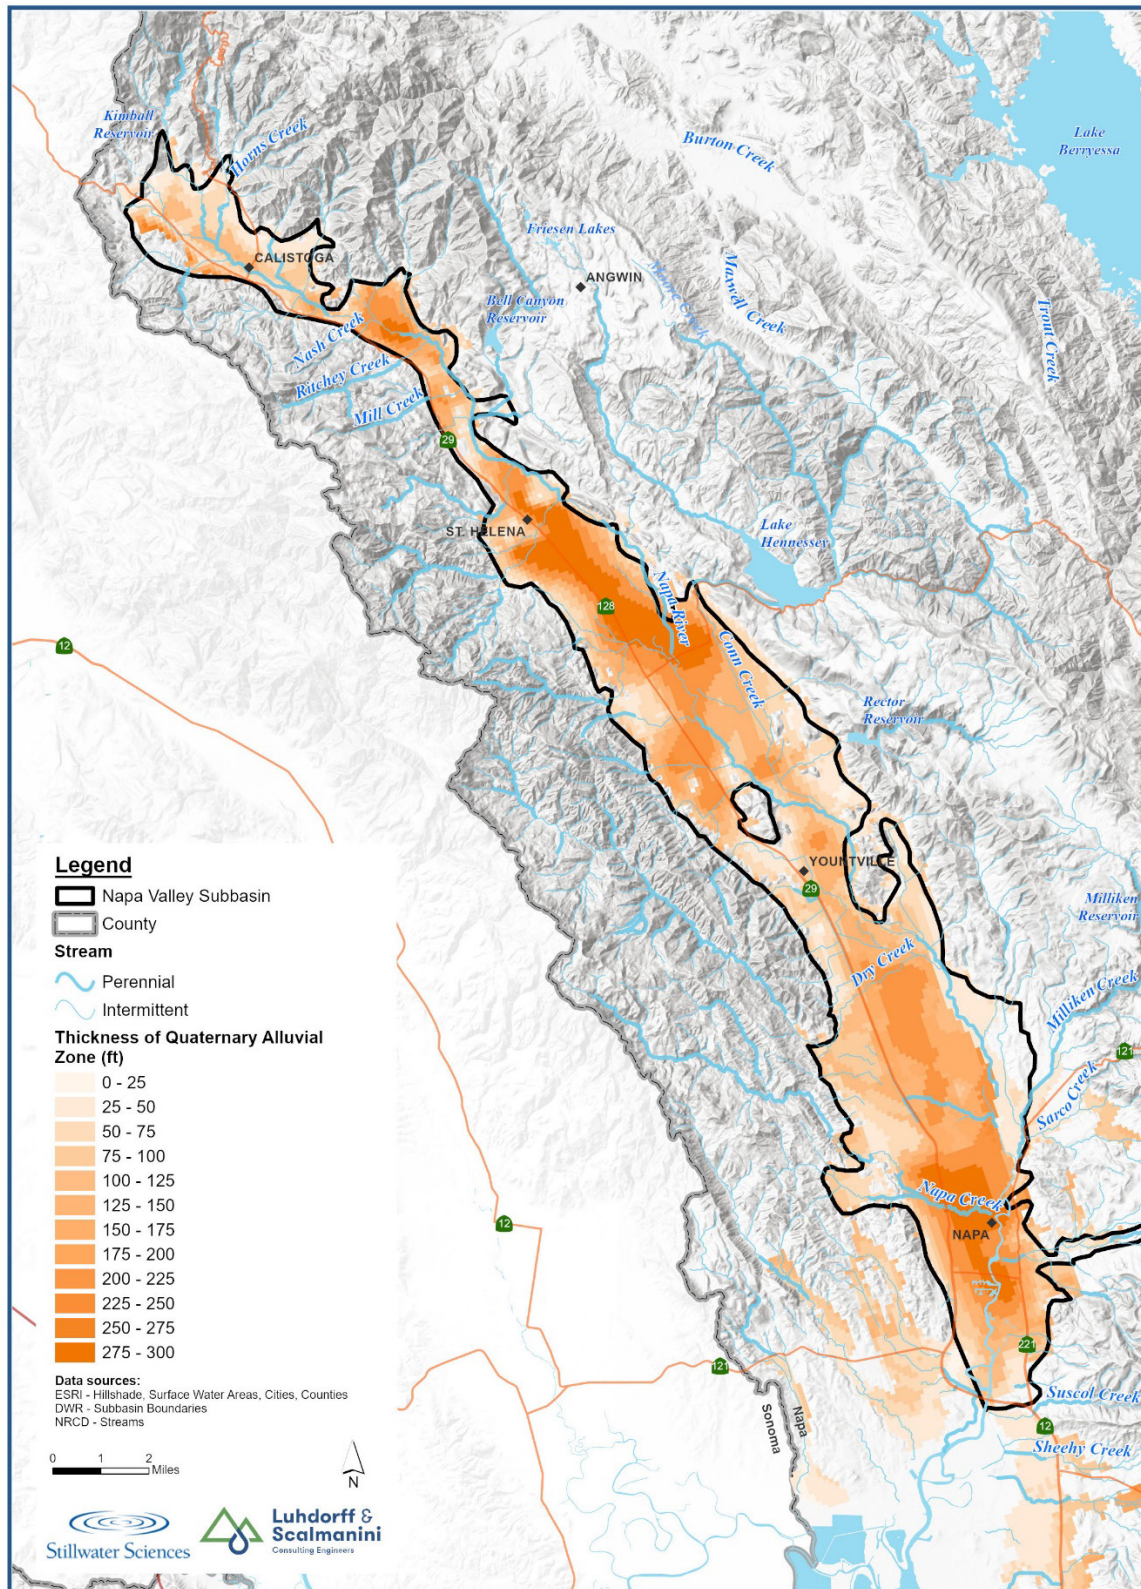 Kimball
Reservoir
Horns Creek
Burton Creek
Lake
Berryessa
Friesen Lakes
CALISTOGA
ANGWIN
Moore Creek
Maxwell Creek
Bell Canyon
Reservoir
Trout Creek
Nash Creek
Ritchey Creek
Mill Creek
29
ST. HELENA
Lake
Hennessey
128
Napa River
Conn Creek
12
Rector
Reservoir
YOUNTVILLE
29
Milliken
Reservoir
Dry Creek
Milliken Creek
121
Sarco Creek
Napa Creek
12
NAPA
221
121
Suscol Creek
12
Sheehy Creek
Napa
Sonoma
Legend
Napa Valley Subbasin
County
Stream
Perennial
Intermittent
Thickness of Quaternary Alluvial
Zone (ft)
0 - 25
25 - 50
50 - 75
75 - 100
100 - 125
125 - 150
150 - 175
175 - 200
200 - 225
225 - 250
250 - 275
275 - 300
Data sources:
ESRI - Hillshade, Surface Water Areas, Cities, Counties
DWR - Subbasin Boundaries
NRCD - Streams
0 1 2
Miles
N
Stillwater Sciences
Luhdorff &
Scalmanini
Consulting Engineers